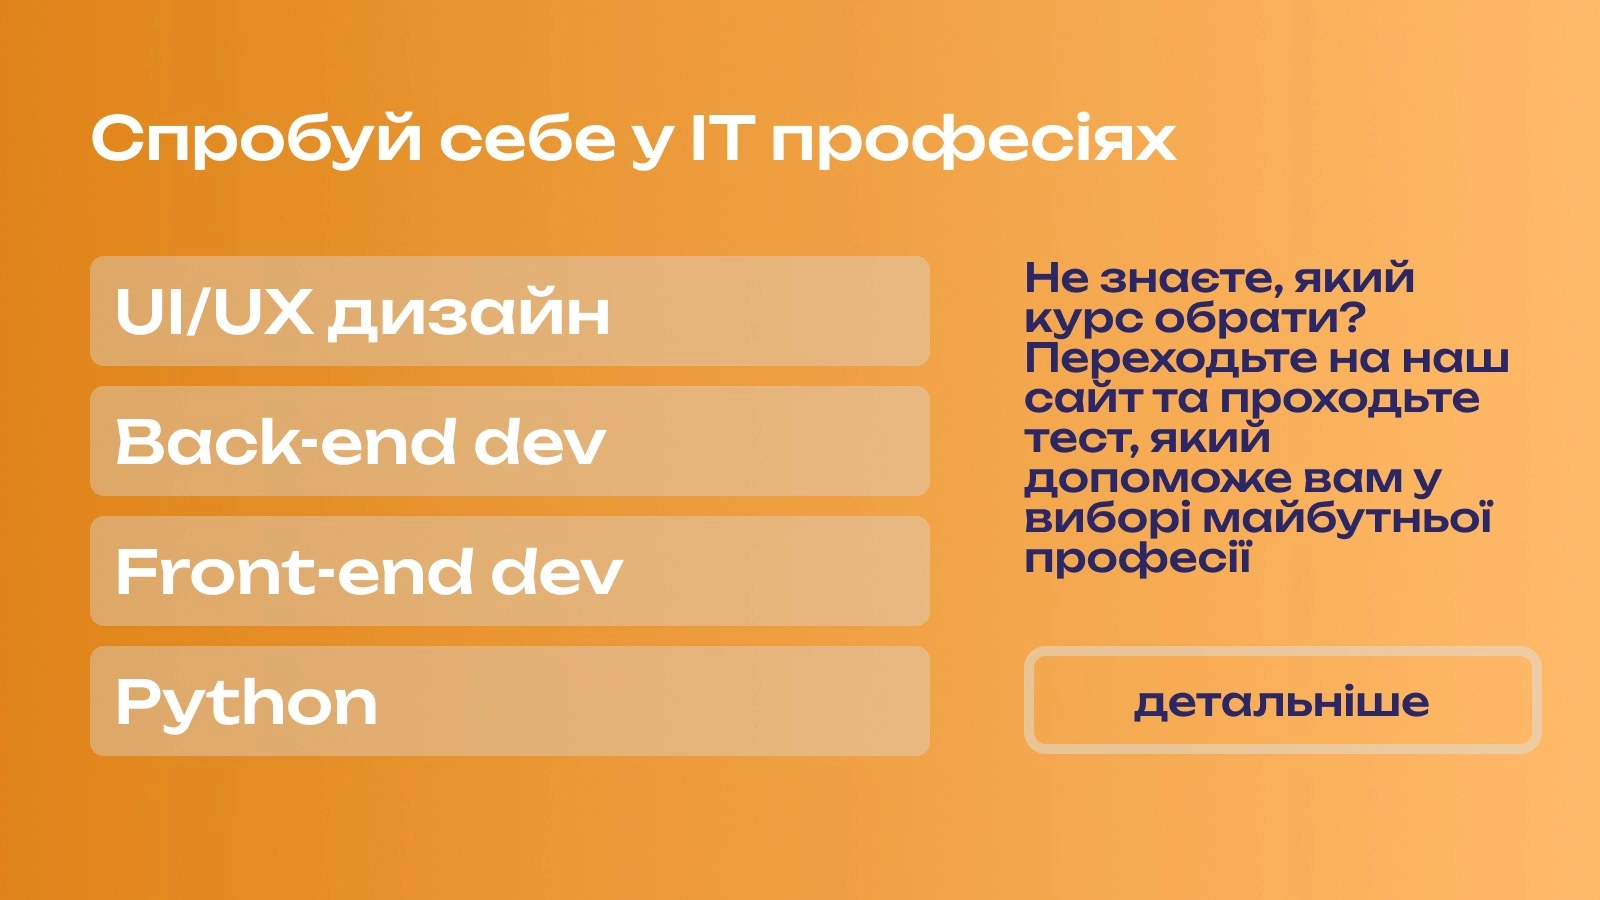 Спробуй себе у ІТ професіях
UI/UX дизайн
Back-end dev
Front-end dev
Python
Не знаєте, який
курс обрати?
Переходьте на наш
сайт та проходьте
тест, який
допоможе вам у
виборі майбутньої
професії
детальніше